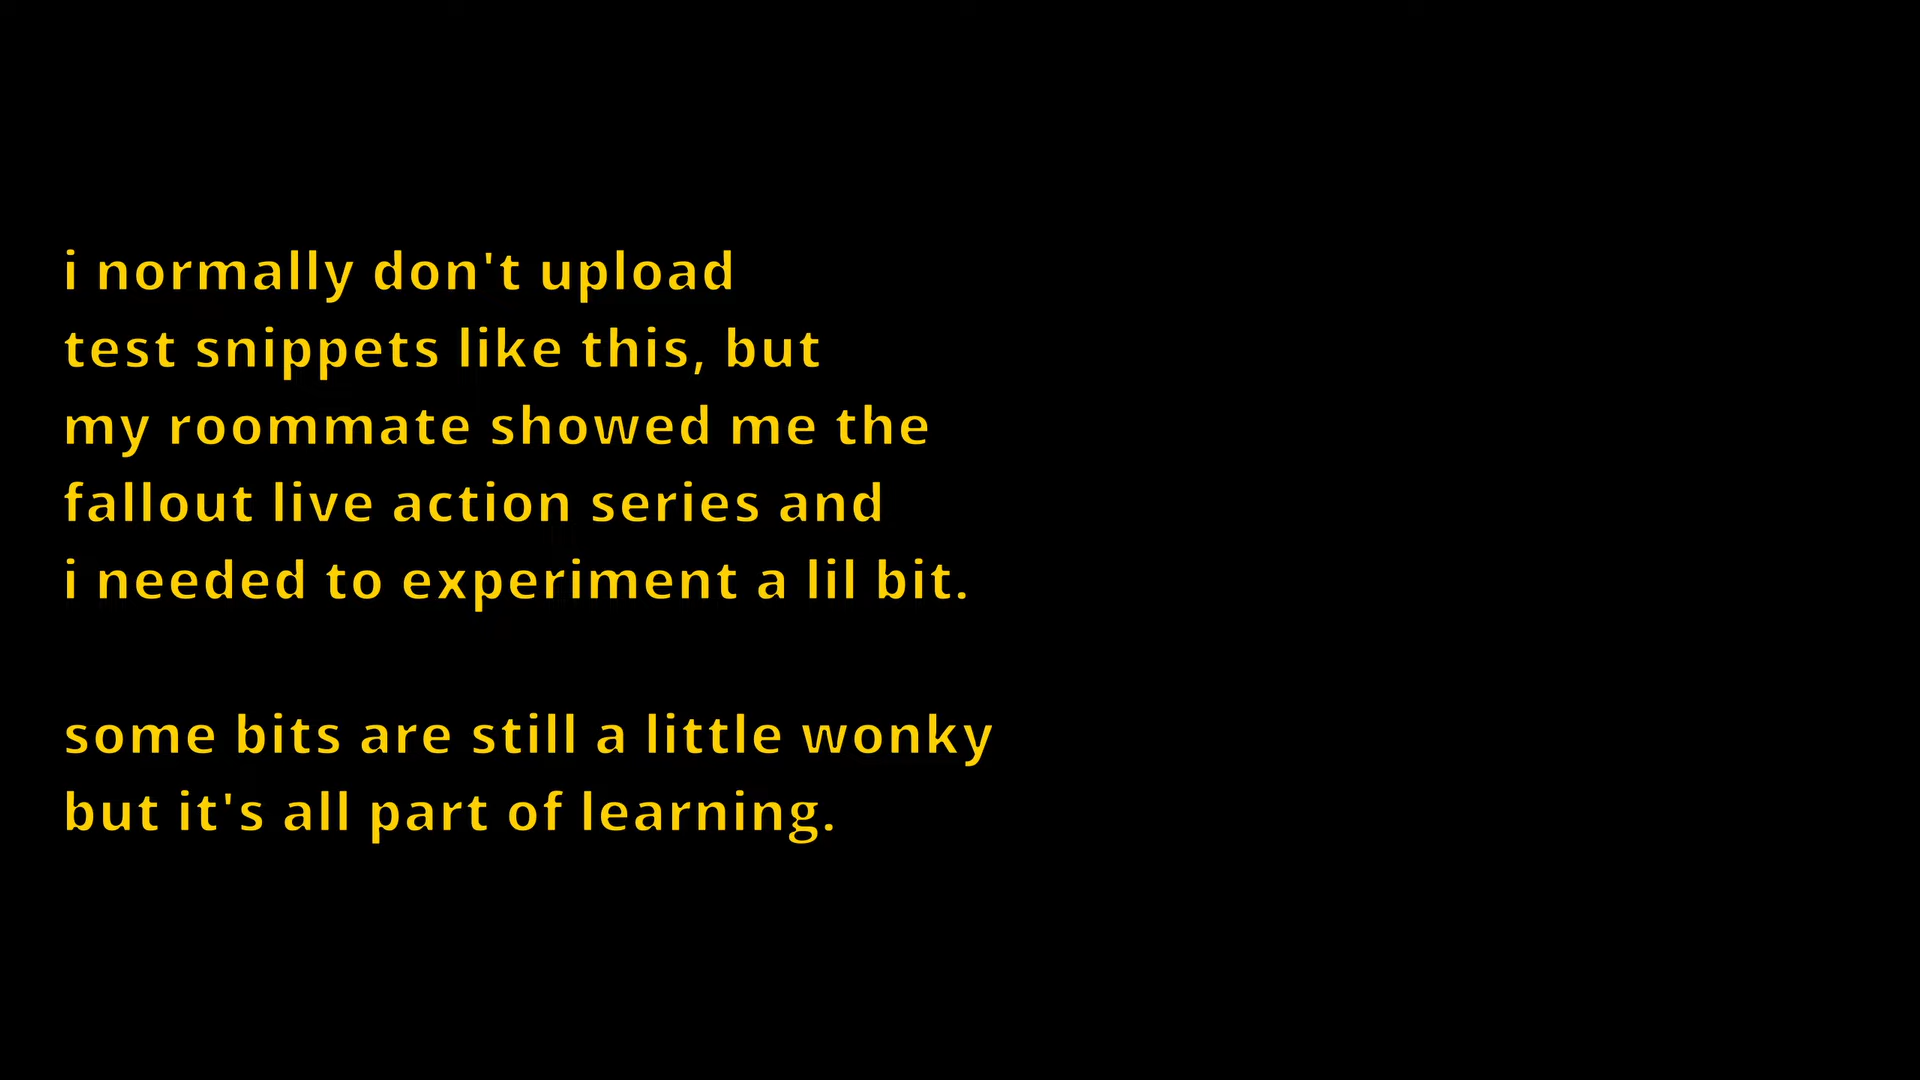 i normally don't upload
test snippets like this, but
my roommate showed me the
fallout live action series and
i needed to experiment a lil bit.
some bits are still a little wonky
but it's all part of learning.